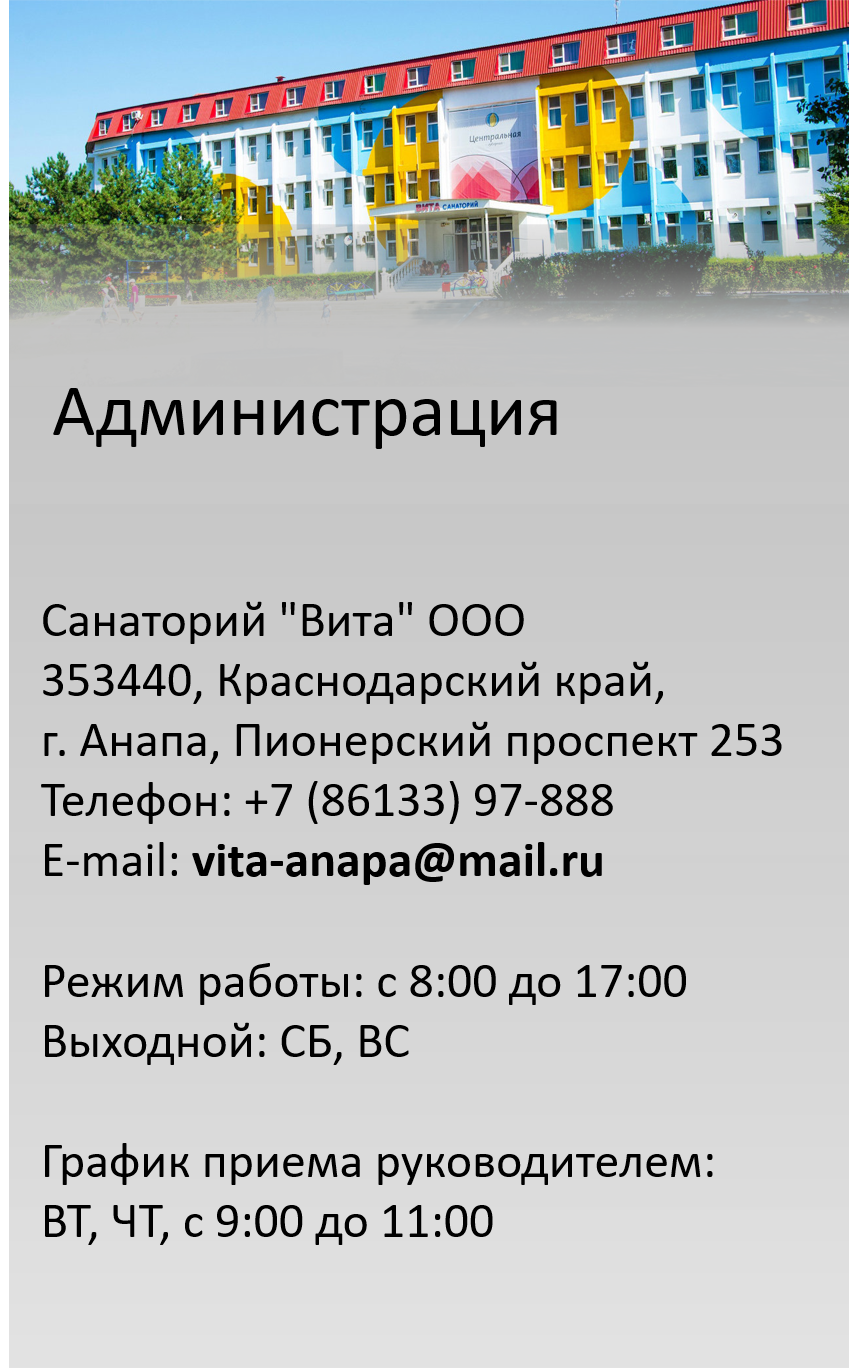 Центральная
ВИТА САНАТОРИЙ
Администрация
Санаторий "Вита" ООО
353440, Краснодарский край,
г. Анапа, Пионерский проспект 253
Телефон: +7 (86133) 97-888
E-mail: vita-anapa@mail.ru
Режим работы: с 8:00 до 17:00
Выходной: СБ, ВС
График приема руководителем:
ВТ, ЧТ, с 9:00 до 11:00